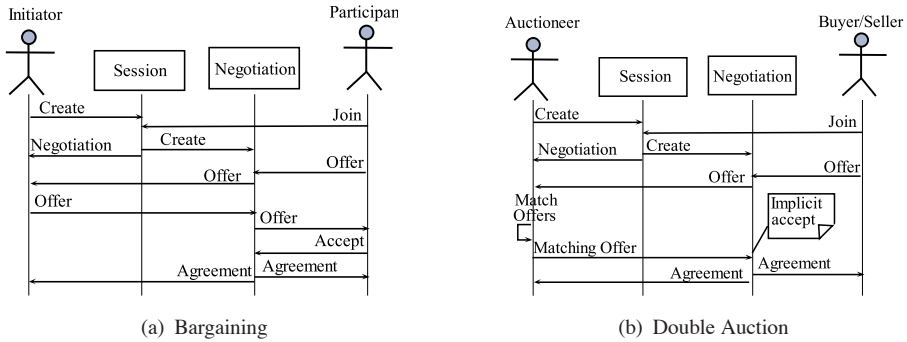 Initiator
Participan
Session
Negotiation
Create
Join
Negotiation
Create
Offer
Offer
Offer
Offer
Accept
Agreement
Agreement
(a) Bargaining
Auctioneer
Buyer/Seller
Session
Negotiation
Create
Join
Negotiation
Create
Offer
Offer
Match
Offers
Implicit
accept
Matching Offer
Agreement
Agreement
(b) Double Auction